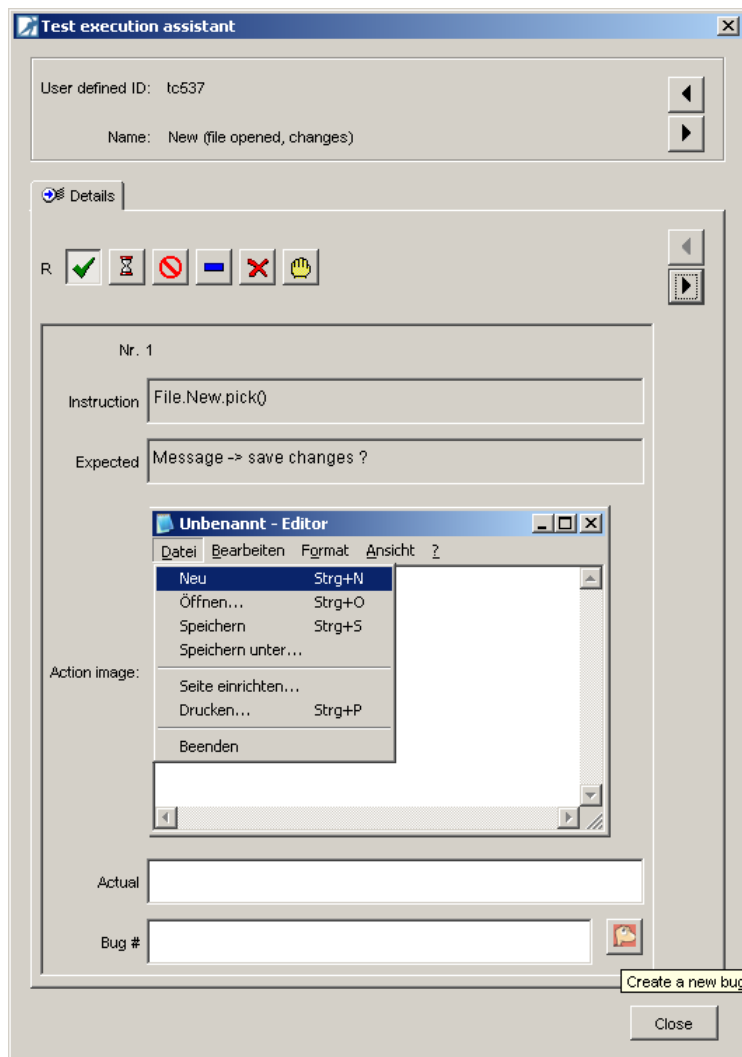 Test execution assistant
User defined ID: tc537
Name: New (file opened, changes)
Details
R
Nr. 1
Instruction File.New.pick()
Expected Message -> save changes ?
Action image:
Unbenannt - Editor
Datei Bearbeiten Format Ansicht ?
Neu Strg+N
Öffnen... Strg+O
Speichern Strg+S
Speichern unter...
Seite einrichten...
Drucken... Strg+P
Beenden
Actual
Bug #
Create a new bug
Close